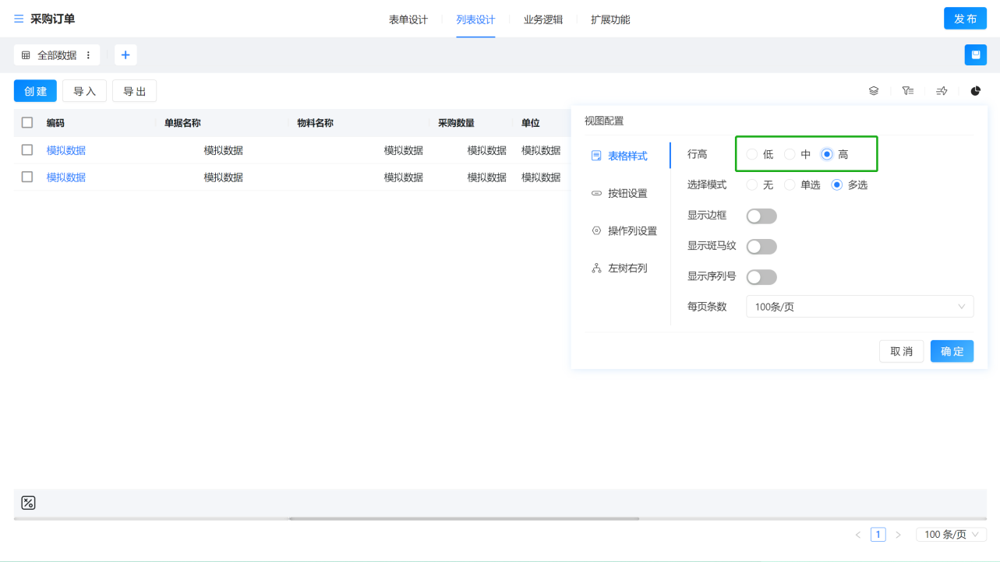 采购订单 表单设计 列表设计 业务逻辑 扩展功能 发布
全部数据
创建 导入 导出
编码 单据名称 物料名称 采购数量 单位
模拟数据 模拟数据 模拟数据 模拟数据 模拟数据
模拟数据 模拟数据 模拟数据 模拟数据 模拟数据
视图配置
表格样式
按钮设置
操作列设置
左树右列
行高 低 中 高
选择模式 无 单选 多选
显示边框
显示斑马纹
显示序列号
每页条数 100条/页
取消 确定
1 100 条/页